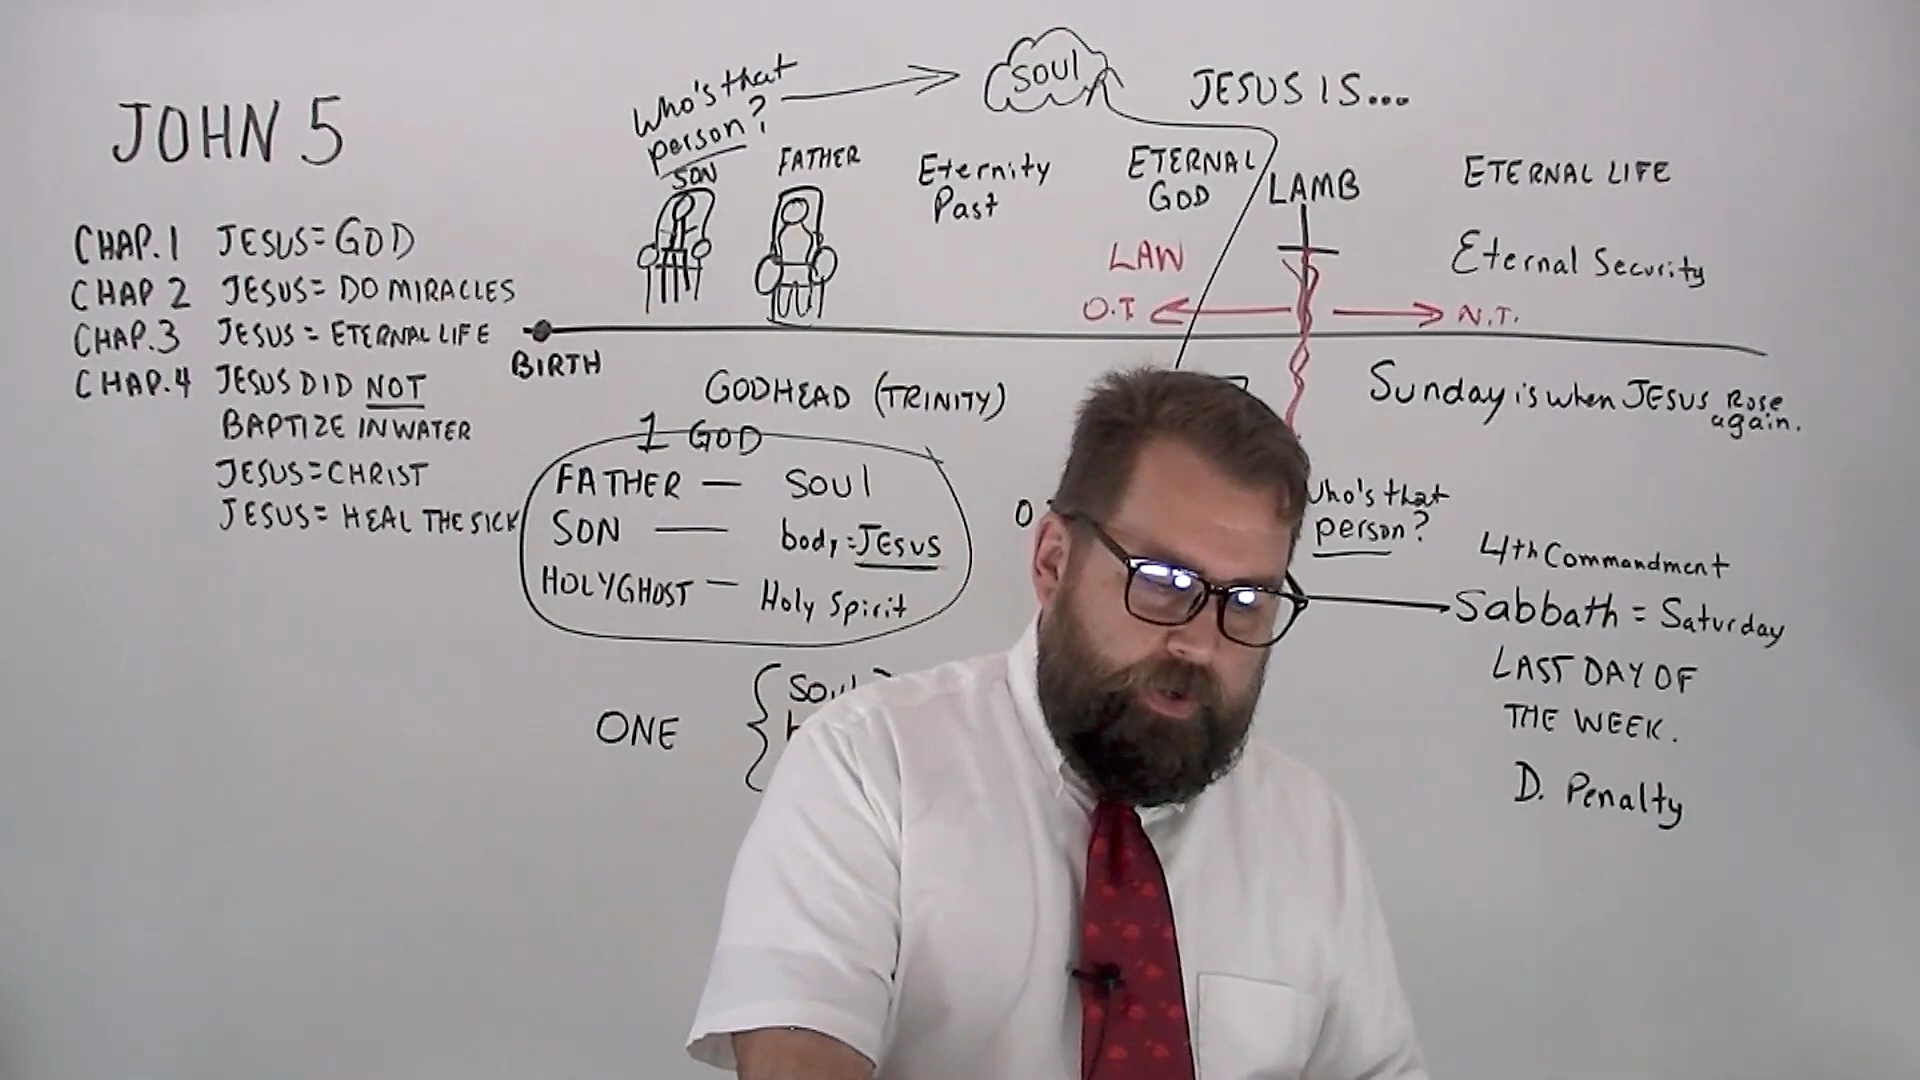 JOHN 5
CHAP.1 JESUS=GOD
CHAP 2 JESUS=DO MIRACLES
CHAP.3 JESUS=ETERNAL LIFE
CHAP.4 JESUS DID NOT
BAPTIZE IN WATER
JESUS=CHRIST
JESUS=HEAL THE SICK
Who's that
person?
SON
FATHER
SOUL
Eternity
Past
BIRTH
GODHEAD (TRINITY)
1 GOD
FATHER — SOUl
SON — body=JESUS
HOLYGHOST — Holy Spirit
ONE
JESUS IS...
ETERNAL
GOD
LAMB
ETERNAL LIFE
LAW
Eternal Security
O.T.
N.T.
Sunday is when JESUS Rose
again.
Who's that
person?
4th Commandment
Sabbath = Saturday
LAST DAY OF
THE WEEK.
D. Penalty